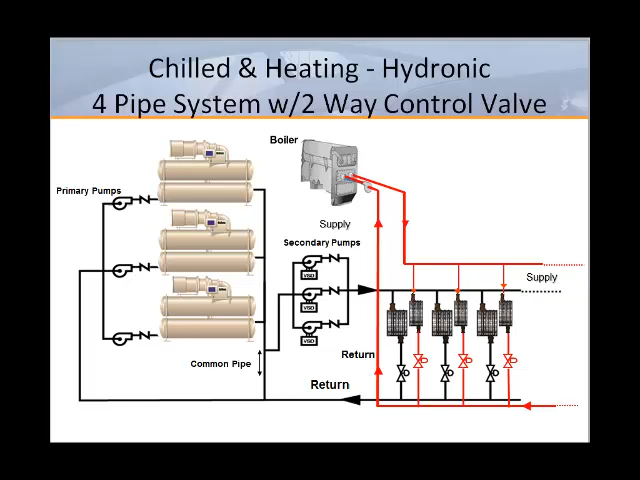 Chilled & Heating - Hydronic
4 Pipe System w/2 Way Control Valve
Boiler
Primary Pumps
Supply
Secondary Pumps
VSD
Supply
VSD
VSD
Return
Common Pipe
Return